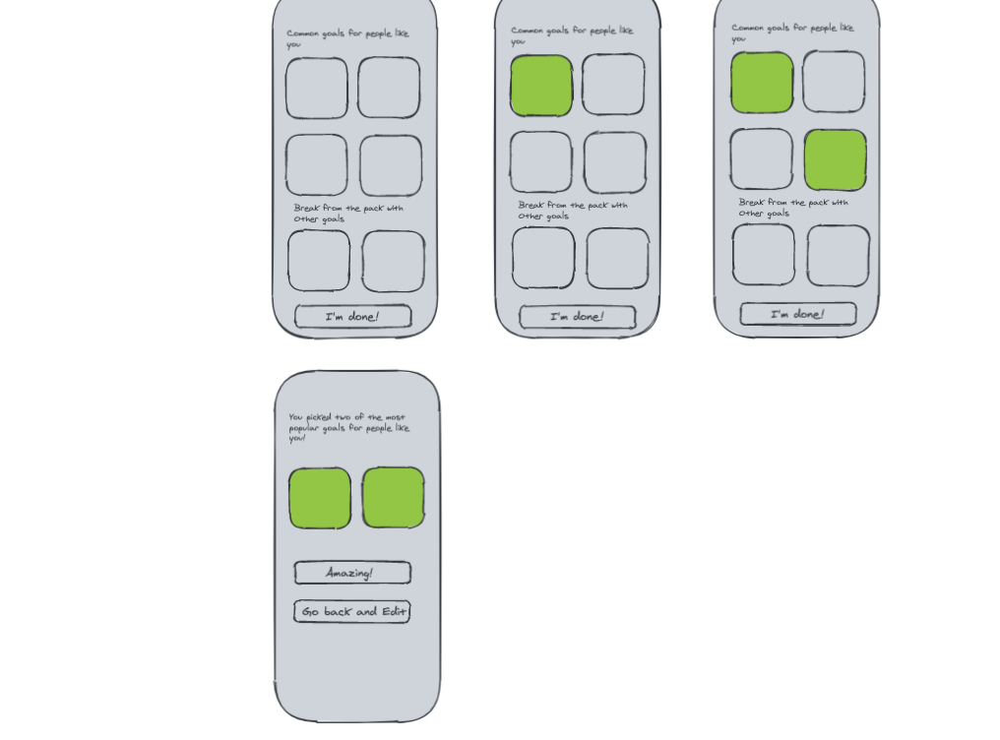 Common goals for people like
you
Break from the pack with
other goals
I'm done!
Common goals for people like
you
Break from the pack with
other goals
I'm done!
Common goals for people like
you
Break from the pack with
other goals
I'm done!
You picked two of the most
popular goals for people like
you!
Amazing!
Go back and Edit